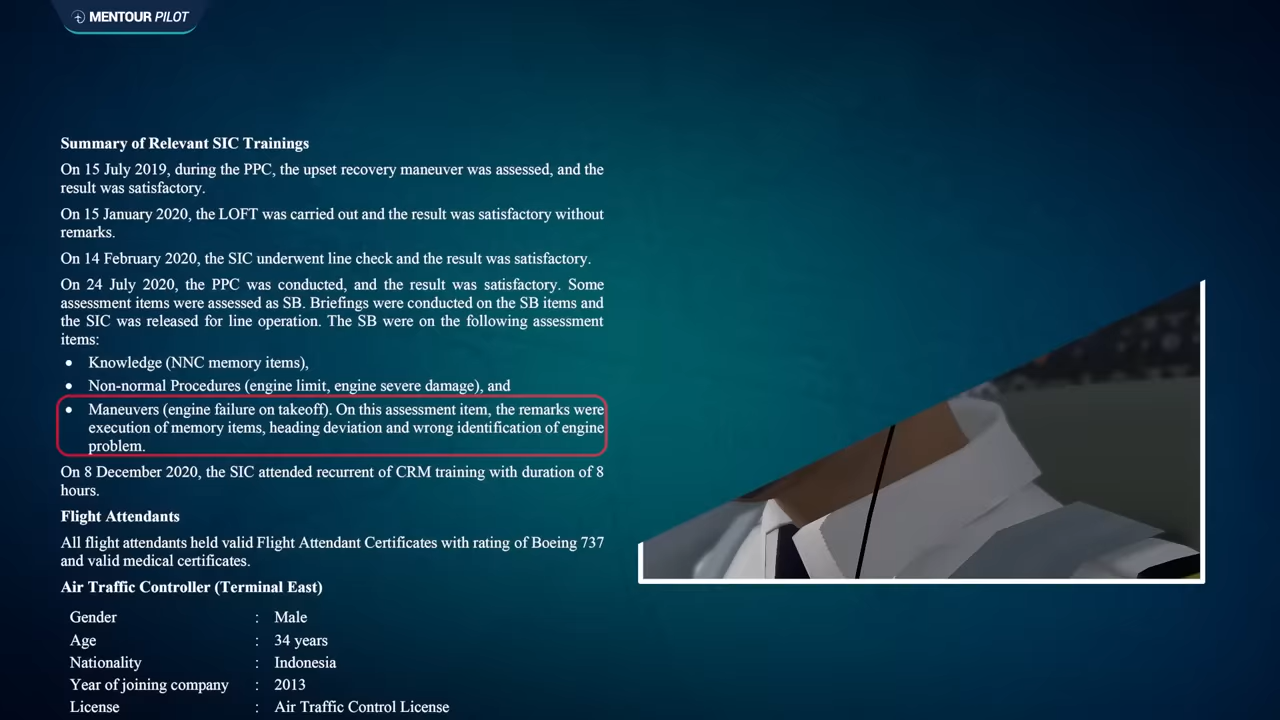 MENTOUR PILOT
Summary of Relevant SIC Trainings
On 15 July 2019, during the PPC, the upset recovery maneuver was assessed, and the
result was satisfactory.
On 15 January 2020, the LOFT was carried out and the result was satisfactory without
remarks.
On 14 February 2020, the SIC underwent line check and the result was satisfactory.
On 24 July 2020, the PPC was conducted, and the result was satisfactory. Some
assessment items were assessed as SB. Briefings were conducted on the SB items and
the SIC was released for line operation. The SB were on the following assessment
items:
• Knowledge (NNC memory items),
• Non-normal Procedures (engine limit, engine severe damage), and
• Maneuvers (engine failure on takeoff). On this assessment item, the remarks were
execution of memory items, heading deviation and wrong identification of engine
problem.
On 8 December 2020, the SIC attended recurrent of CRM training with duration of 8
hours.
Flight Attendants
All flight attendants held valid Flight Attendant Certificates with rating of Boeing 737
and valid medical certificates.
Air Traffic Controller (Terminal East)
Gender : Male
Age : 34 years
Nationality : Indonesia
Year of joining company : 2013
License : Air Traffic Control License